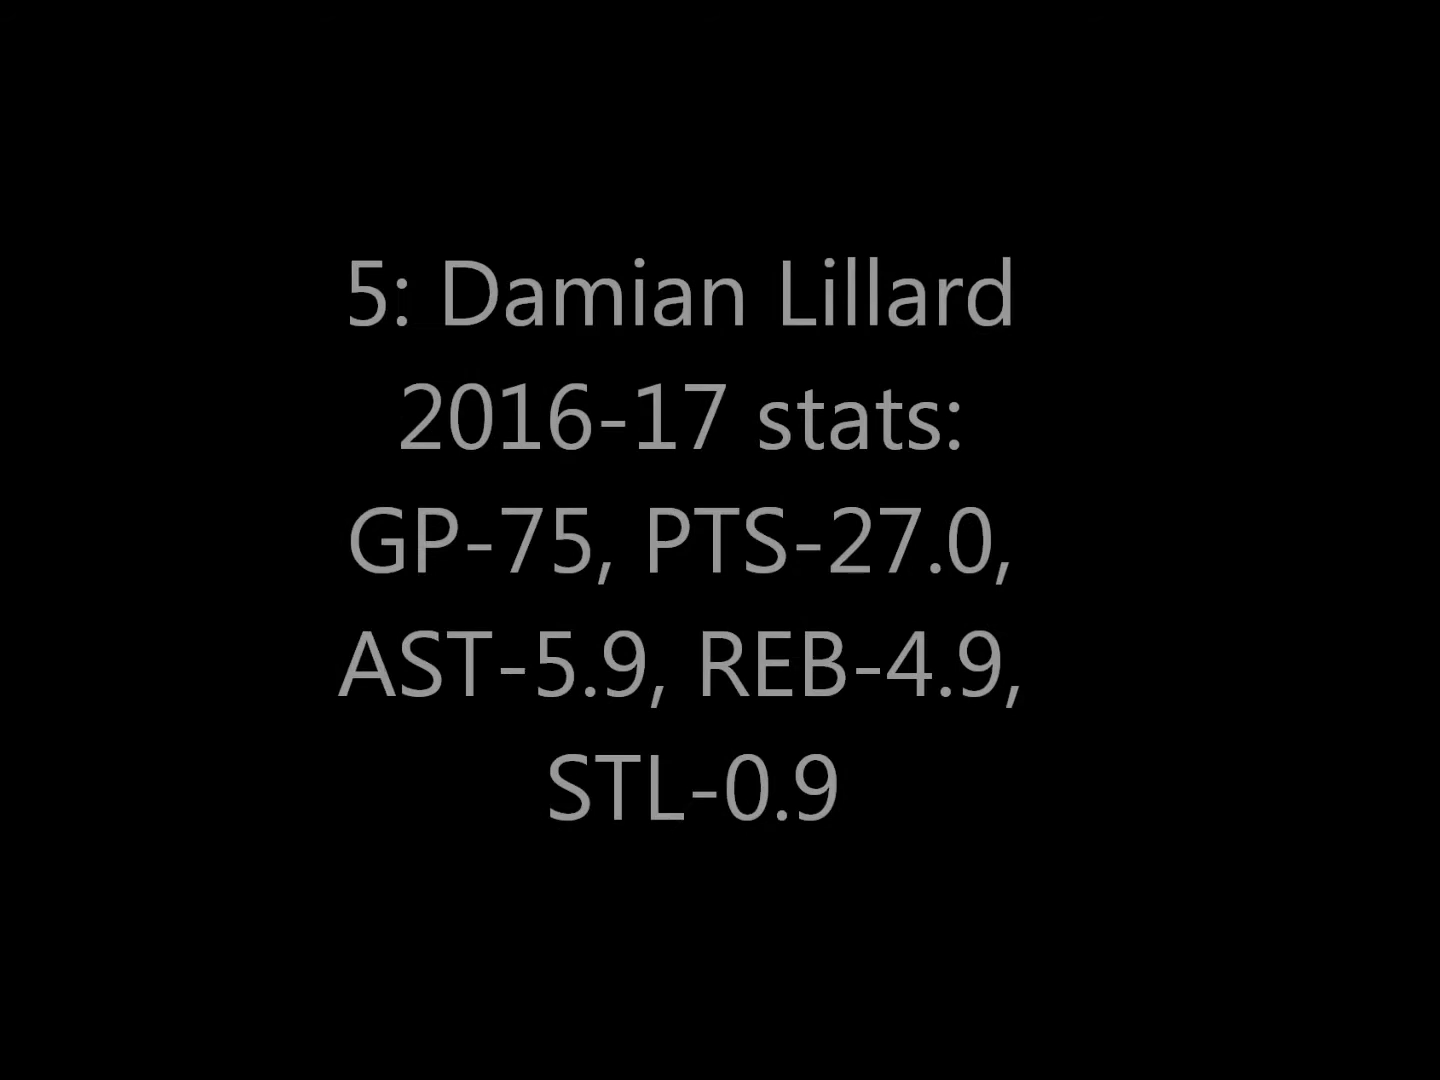 5: Damian Lillard
2016-17 stats:
GP-75, PTS-27.0,
AST-5.9, REB-4.9,
STL-0.9